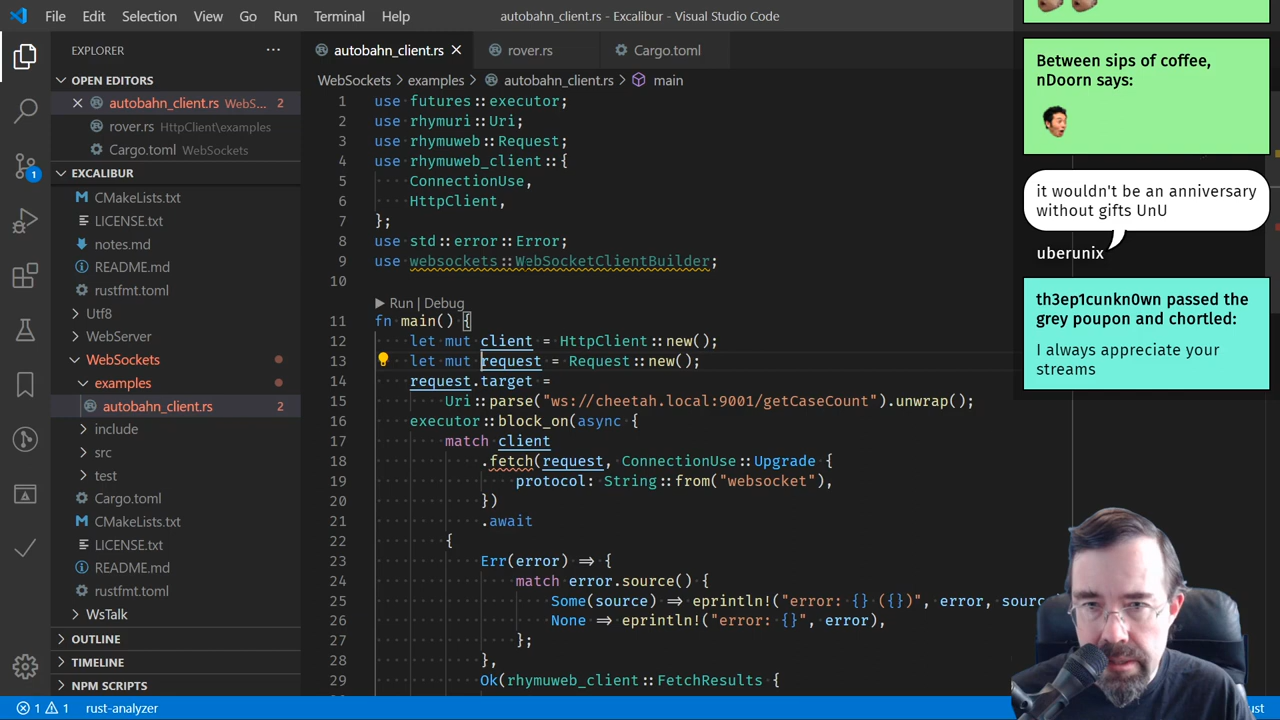 File Edit Selection View Go Run Terminal Help
autobahn_client.rs - Excalibur - Visual Studio Code
EXPLORER
OPEN EDITORS
autobahn_client.rs WebS... 2
rover.rs HttpClient\examples
Cargo.toml WebSockets
EXCALIBUR
CMakeLists.txt
LICENSE.txt
notes.md
README.md
rustfmt.toml
Utf8
WebServer
WebSockets
examples
autobahn_client.rs 2
include
src
test
Cargo.toml
CMakeLists.txt
LICENSE.txt
README.md
rustfmt.toml
WsTalk
OUTLINE
TIMELINE
NPM SCRIPTS
1
autobahn_client.rs rover.rs Cargo.toml
WebSockets > examples > autobahn_client.rs > main
1 use futures::executor;
2 use rhymuri::Uri;
3 use rhymuweb::Request;
4 use rhymuweb_client::{
5 ConnectionUse,
6 HttpClient,
7 };
8 use std::error::Error;
9 use websockets::WebSocketClientBuilder;
10
Run | Debug
11 fn main() {
12 let mut client = HttpClient::new();
13 let mut request = Request::new();
14 request.target =
15 Uri::parse("ws://cheetah.local:9001/getCaseCount").unwrap();
16 executor::block_on(async {
17 match client
18 .fetch(request, ConnectionUse::Upgrade {
19 protocol: String::from("websocket"),
20 })
21 .await
22 {
23 Err(error) => {
24 match error.source() {
25 Some(source) => eprintln!("error: {} ({})", error, sourc
26 None => eprintln!("error: {}", error),
27 };
28 },
29 Ok(rhymuweb_client::FetchResults {
Between sips of coffee,
nDoorn says:
it wouldn't be an anniversary
without gifts UnU
uberunix
th3ep1cunkn0wn passed the
grey poupon and chortled:
I always appreciate your
streams
1 1 rust-analyzer